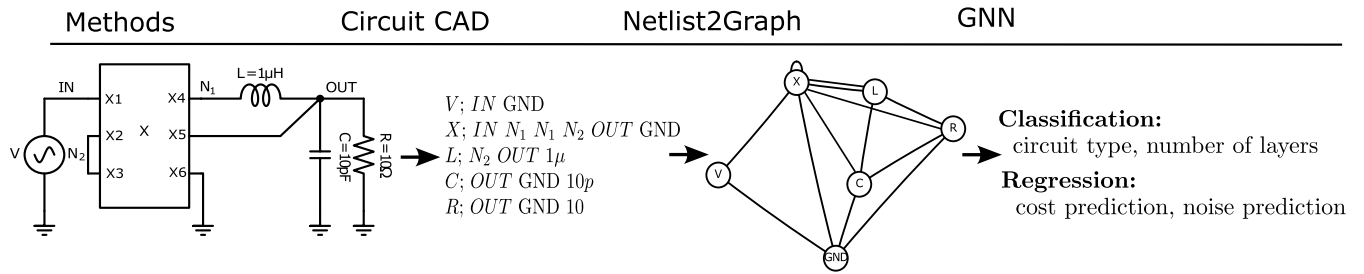 Methods
Circuit CAD
Netlist2Graph
GNN
IN
L=1µH
N₁
OUT
X1
X2
X3
X
X4
X5
X6
N₂
V
C=10pF
R=10Ω
V; IN GND
X; IN N₁ N₁ N₂ OUT GND
L; N₂ OUT 1µ
C; OUT GND 10p
R; OUT GND 10
X
L
R
V
C
GND
Classification:
circuit type, number of layers
Regression:
cost prediction, noise prediction